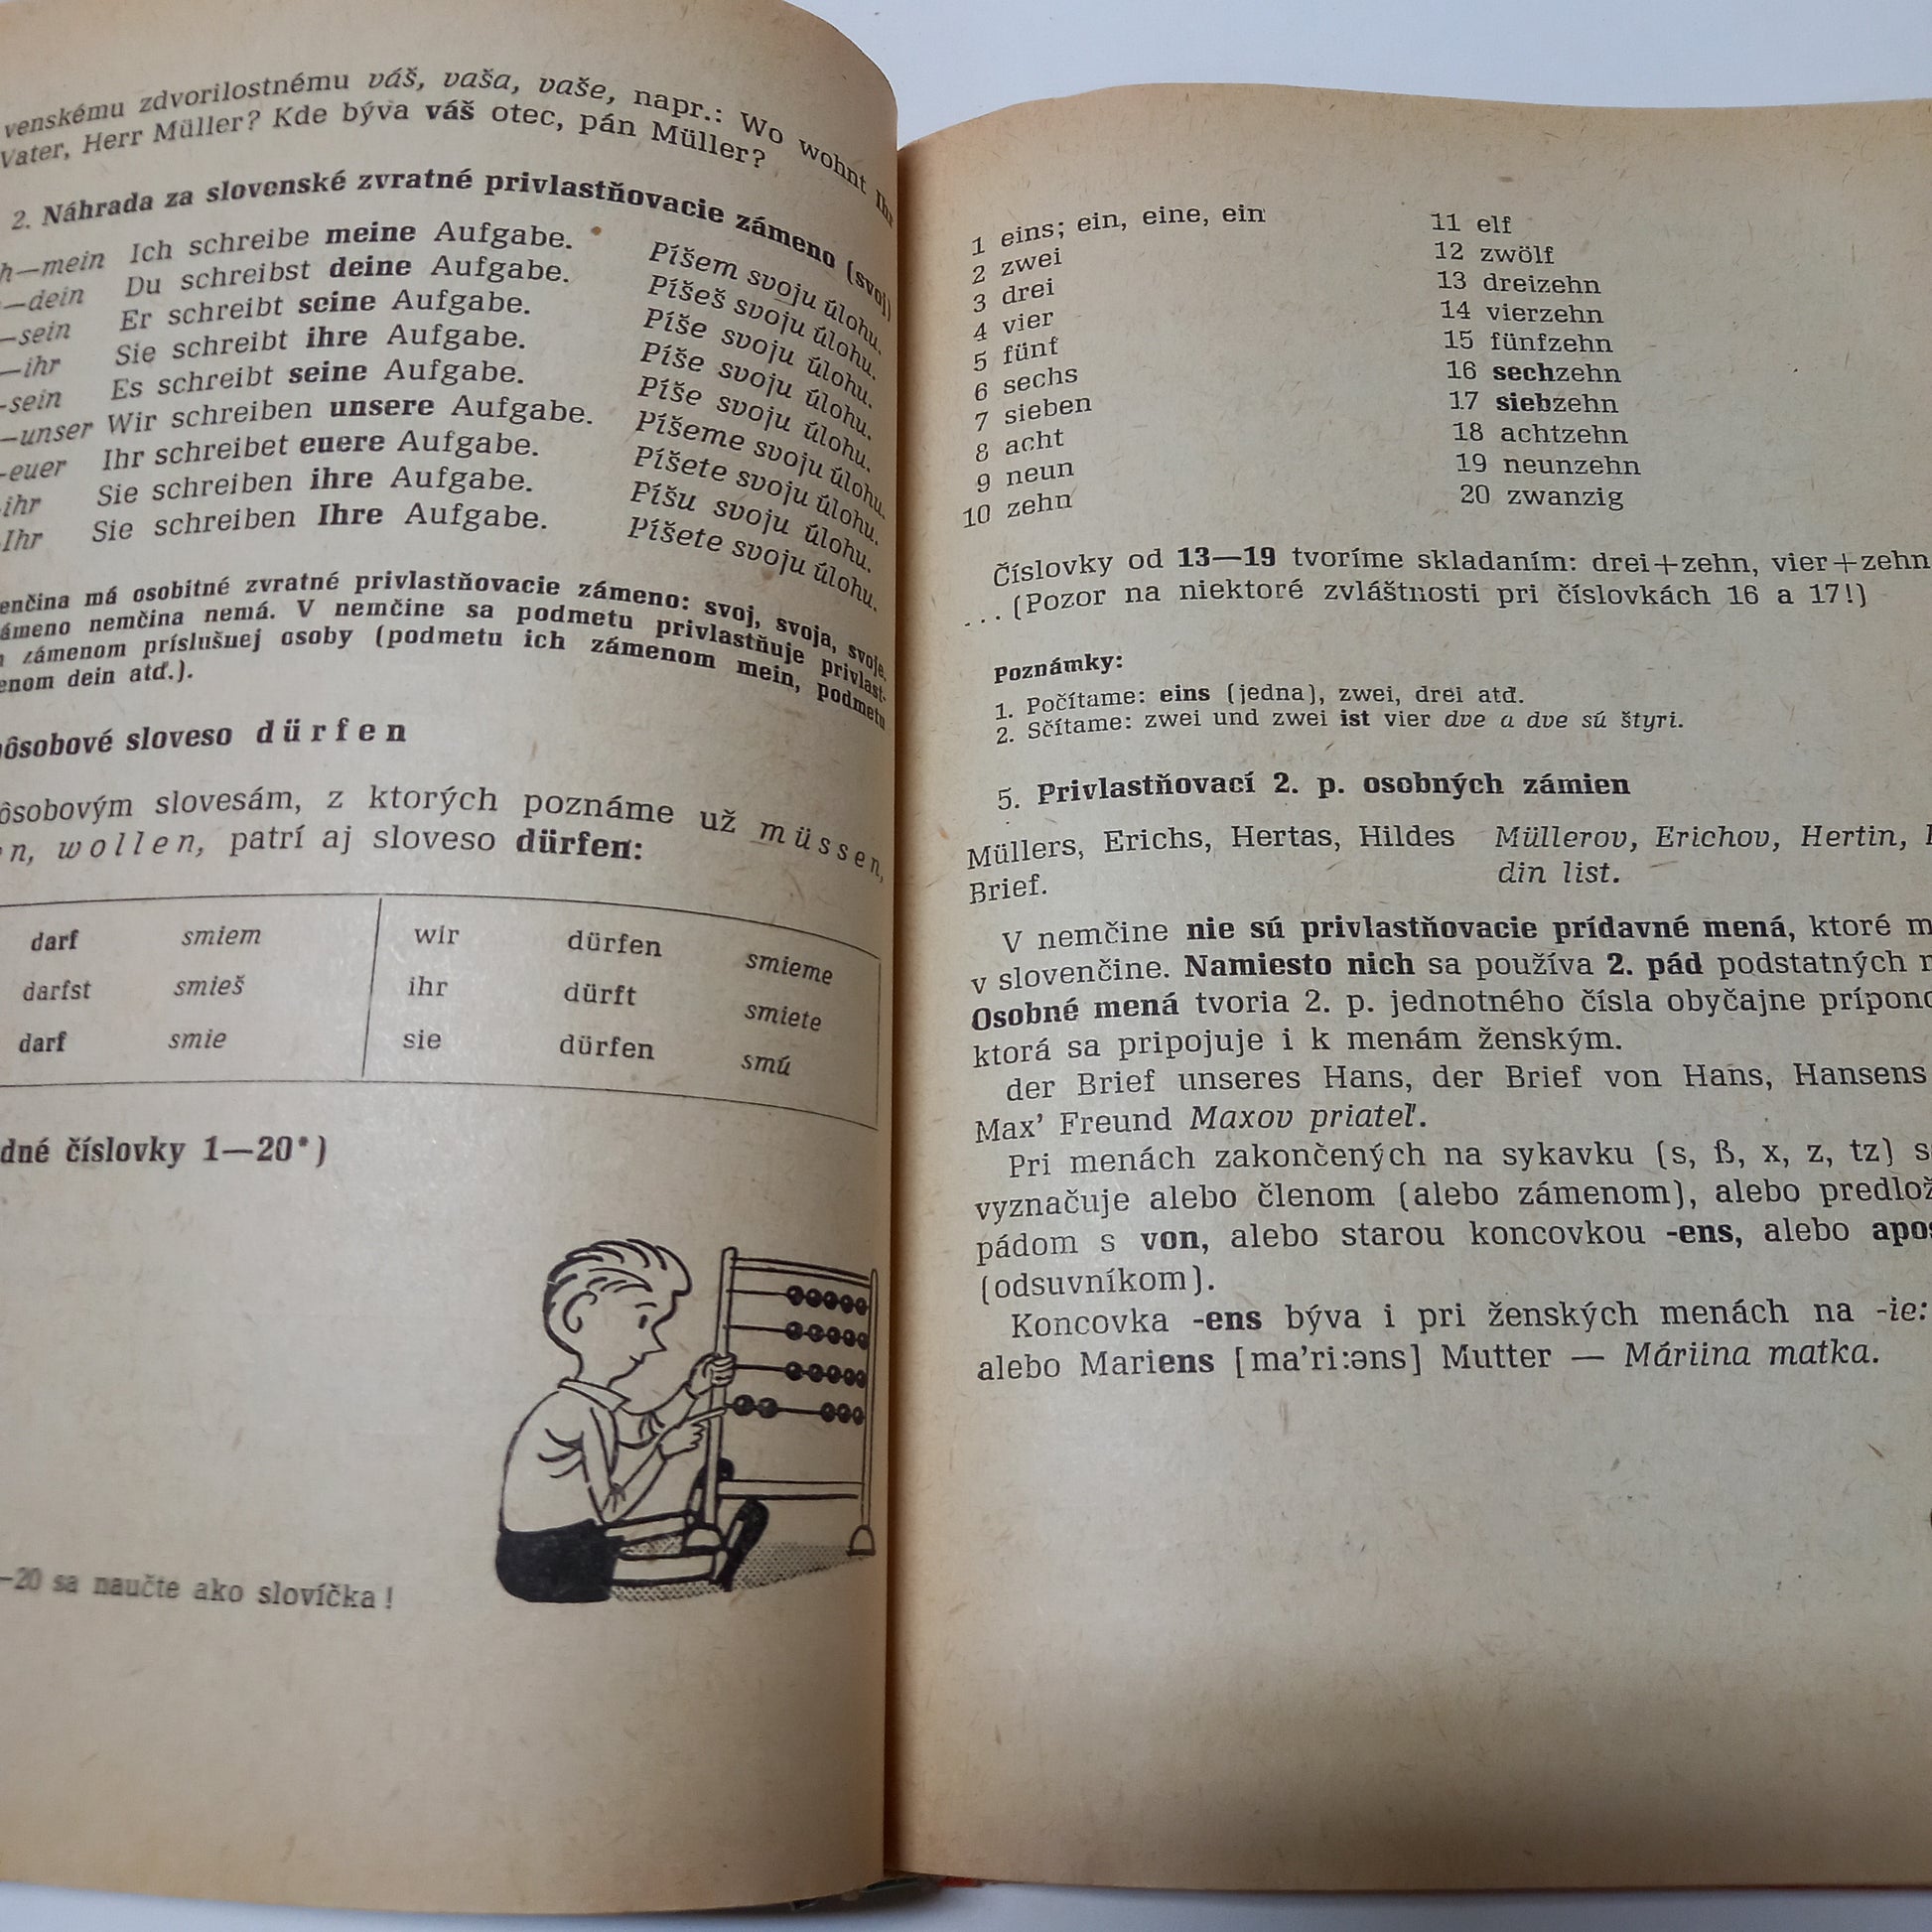 venskému zdvorilostnému váš, vaša, vaše, napr.: Wo wohnt Ihr
Vater, Herr Müller? Kde býva váš otec, pán Müller?
2. Náhrada za slovenské zvratné privlastňovacie zámeno (svoj)
h—mein Ich schreibe meine Aufgabe. Píšem svoju úlohu.
—dein Du schreibst deine Aufgabe. Píšeš svoju úlohu.
—sein Er schreibt seine Aufgabe. Píše svoju úlohu.
—ihr Sie schreibt ihre Aufgabe. Píše svoju úlohu.
-sein Es schreibt seine Aufgabe. Píše svoju úlohu.
—unser Wir schreiben unsere Aufgabe. Píšeme svoju úlohu.
-euer Ihr schreibet euere Aufgabe. Píšete svoju úlohu.
ihr Sie schreiben ihre Aufgabe. Píšu svoju úlohu.
Ihr Sie schreiben Ihre Aufgabe. Píšete svoju úlohu.
enčina má osobitné zvratné privlastňovacie zámeno: svoj, svoja, svoje.
ámeno nemčina nemá. V nemčine sa podmetu privlastňuje privlast-
zámenom príslušnej osoby (podmetu ich zámenom mein, podmetu
enom dein atď.).
ôsobové sloveso dürfen
ôsobovým slovesám, z ktorých poznáme už müssen,
n, wollen, patrí aj sloveso dürfen:
darf smiem wir dürfen smieme
darfst smieš ihr dürft smiete
darf smie sie dürfen smú
dné číslovky 1—20*)
—20 sa naučte ako slovíčka!
1 eins; ein, eine, ein
2 zwei
3 drei
4 vier
5 fünf
6 sechs
7 sieben
8 acht
9 neun
10 zehn
11 elf
12 zwölf
13 dreizehn
14 vierzehn
15 fünfzehn
16 sechzehn
17 siebzehn
18 achtzehn
19 neunzehn
20 zwanzig
Číslovky od 13—19 tvoríme skladaním: drei+zehn, vier+zehn
... (Pozor na niektoré zvláštnosti pri číslovkách 16 a 17!)
Poznámky:
1. Počítame: eins (jedna), zwei, drei atď.
2. Sčítame: zwei und zwei ist vier dve a dve sú štyri.
5. Privlastňovací 2. p. osobných zámien
Müllers, Erichs, Hertas, Hildes Müllerov, Erichov, Hertin,
Brief. din list.
V nemčine nie sú privlastňovacie prídavné mená, ktoré m
v slovenčine. Namiesto nich sa používa 2. pád podstatných
Osobné mená tvoria 2. p. jednotného čísla obyčajne prípono
ktorá sa pripojuje i k menám ženským.
der Brief unseres Hans, der Brief von Hans, Hansens
Max' Freund Maxov priateľ.
Pri menách zakončených na sykavku (s, ß, x, z, tz) s
vyznačuje alebo členom (alebo zámenom), alebo predlož
pádom s von, alebo starou koncovkou -ens, alebo apos
(odsuvníkom).
Koncovka -ens býva i pri ženských menách na -ie:
alebo Mariens [ma'ri:əns] Mutter — Máriina matka.